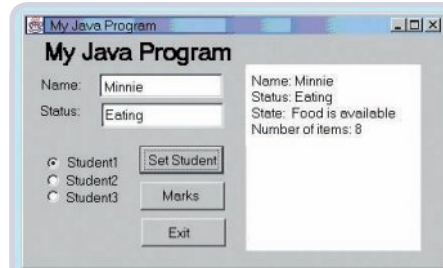 My Java Program
My Java Program
Name: Minnie
Status: Eating
Student1
Student2
Student3
Set Student
Marks
Exit
Name: Minnie
Status: Eating
State: Food is available
Number of items: 8